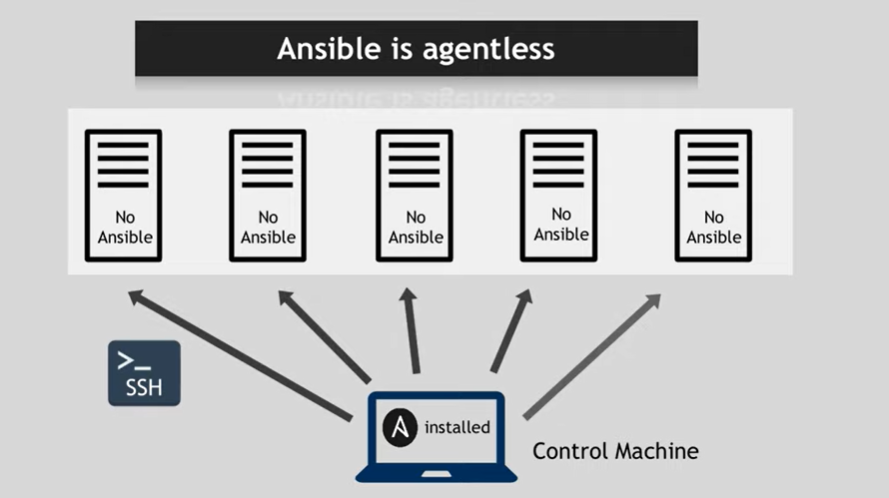 Ansible is agentless
No
Ansible
No
Ansible
No
Ansible
No
Ansible
No
Ansible
>_
SSH
A installed
Control Machine